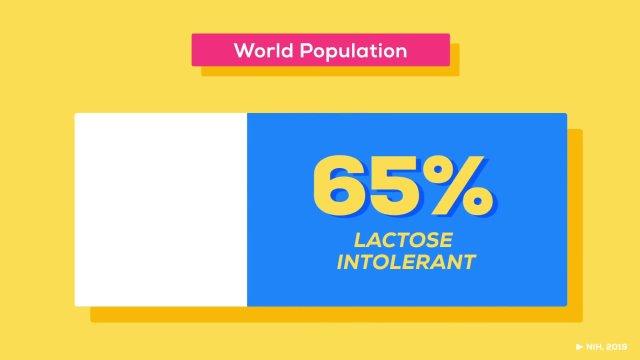 World Population
65%
LACTOSE
INTOLERANT
▶ NIH, 2019